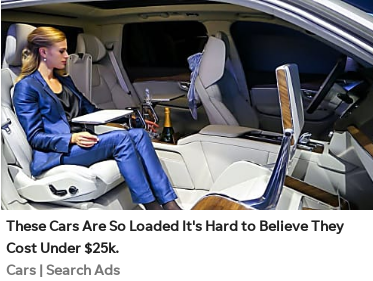 These Cars Are So Loaded It's Hard to Believe They
Cost Under $25k.
Cars | Search Ads